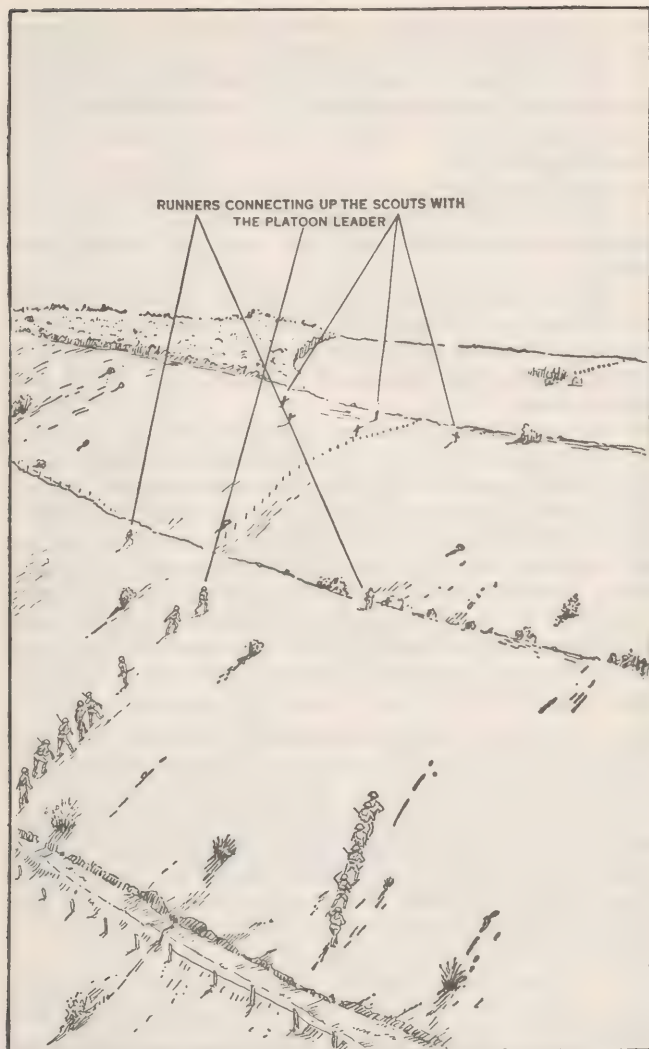 RUNNERS CONNECTING UP THE SCOUTS WITH
THE PLATOON LEADER